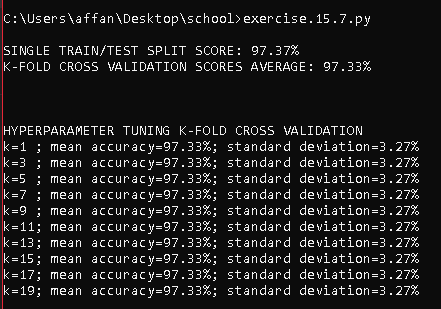 C:\Users\affan\Desktop\school>exercise.15.7.py
SINGLE TRAIN/TEST SPLIT SCORE: 97.37%
K-FOLD CROSS VALIDATION SCORES AVERAGE: 97.33%
HYPERPARAMETER TUNING K-FOLD CROSS VALIDATION
k=1 ; mean accuracy=97.33%; standard deviation=3.27%
k=3 ; mean accuracy=97.33%; standard deviation=3.27%
k=5 ; mean accuracy=97.33%; standard deviation=3.27%
k=7 ; mean accuracy=97.33%; standard deviation=3.27%
k=9 ; mean accuracy=97.33%; standard deviation=3.27%
k=11; mean accuracy=97.33%; standard deviation=3.27%
k=13; mean accuracy=97.33%; standard deviation=3.27%
k=15; mean accuracy=97.33%; standard deviation=3.27%
k=17; mean accuracy=97.33%; standard deviation=3.27%
k=19; mean accuracy=97.33%; standard deviation=3.27%